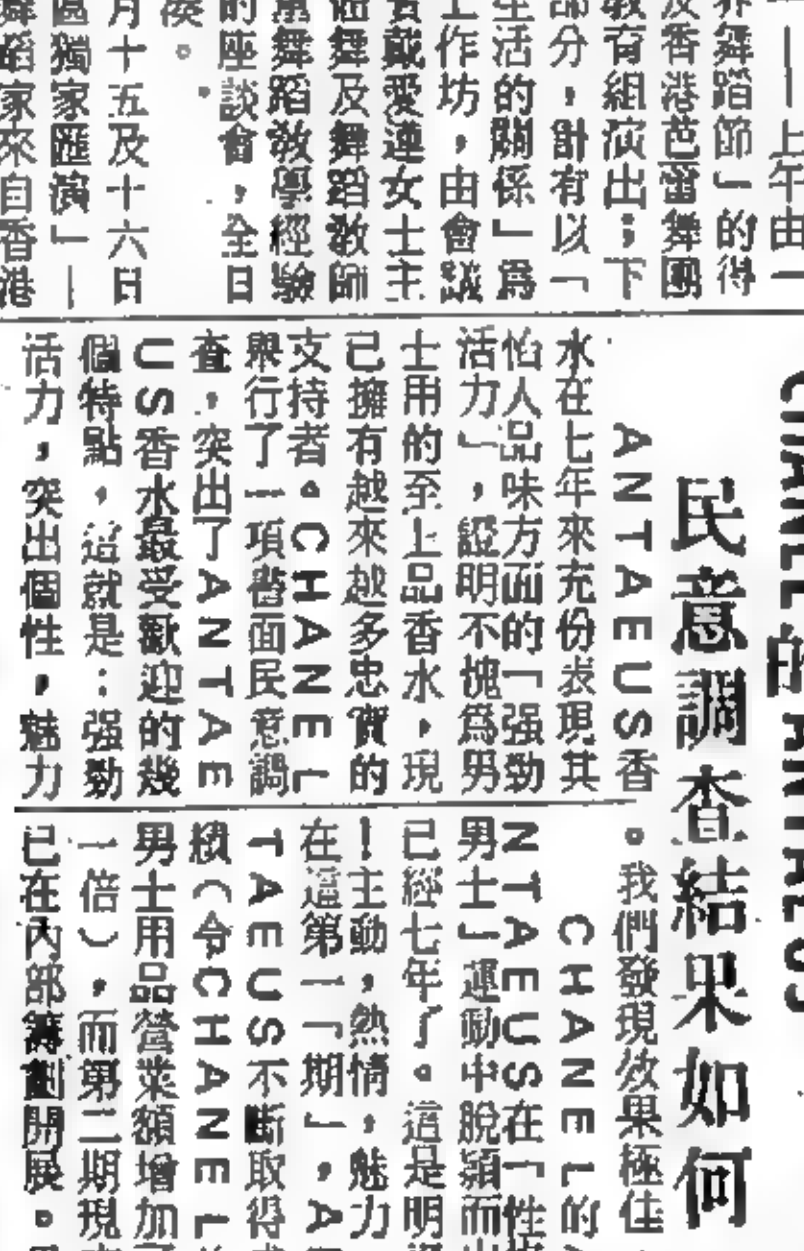 ——上午由
界舞蹈節」的得
及香港芭蕾舞團
教育組演出；下
部分，計有以「
生活的關係」爲
工作坊，由會議
戴愛連女士主
舞及舞蹈教師
舞蹈教學經驗
的座談會，全日
月十五及十六日
區獨家匯演」—
舞蹈家來自香港
CHANEL的ANTAEUS
民意調查結果如何
ANTAEUS香
水在七年來充份表現其
怡人品味方面的「强勁
活力」，證明不愧爲男
士用的至上品香水，現
已擁有越來越多忠實的
支持者。CHANEL
舉行了一項書面民意調
查，突出了ANTAE
US香水最受歡迎的幾
個特點，這就是：强勁
活力，突出個性，魅力
。我們發現效果極佳
CHANEL的
NTAEUS在「性
男士」運動中脫穎而
已經七年。這是明
！主動，熱情，魅力
在這第一「期」，A
TAEUS不斷取得
績（令CHANEL
男士用品營業額增加
一倍），而第二期現
已在內部籌劃開展。